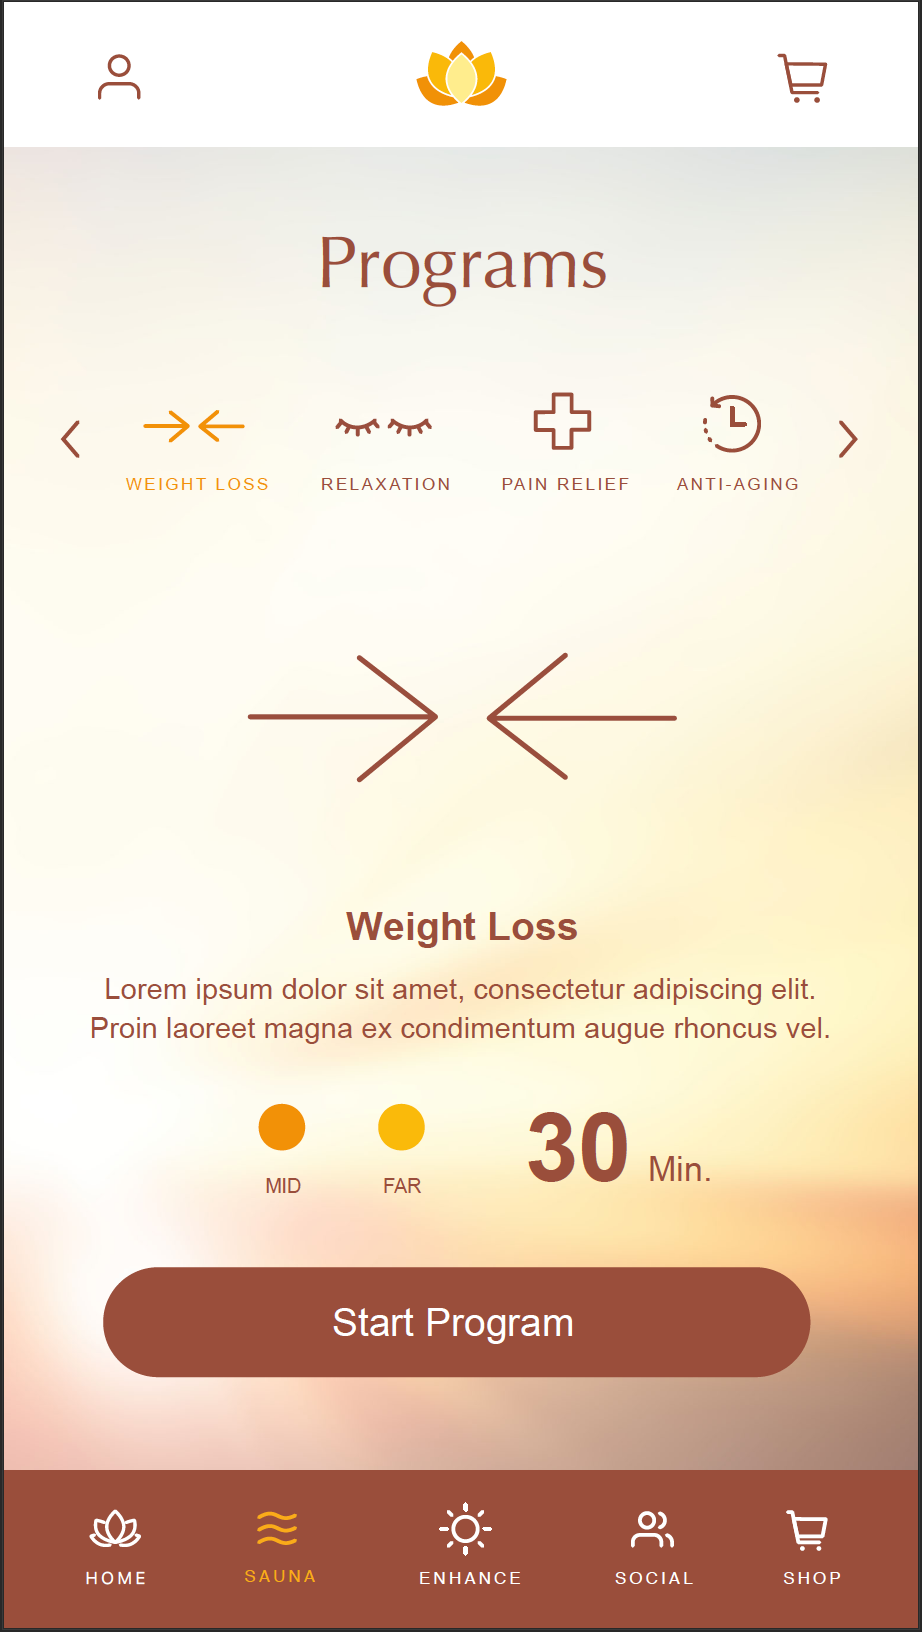 Programs
WEIGHT LOSS RELAXATION PAIN RELIEF ANTI-AGING
Weight Loss
Lorem ipsum dolor sit amet, consectetur adipiscing elit.
Proin laoreet magna ex condimentum augue rhoncus vel.
30 Min.
MID FAR
Start Program
HOME SAUNA ENHANCE SOCIAL SHOP